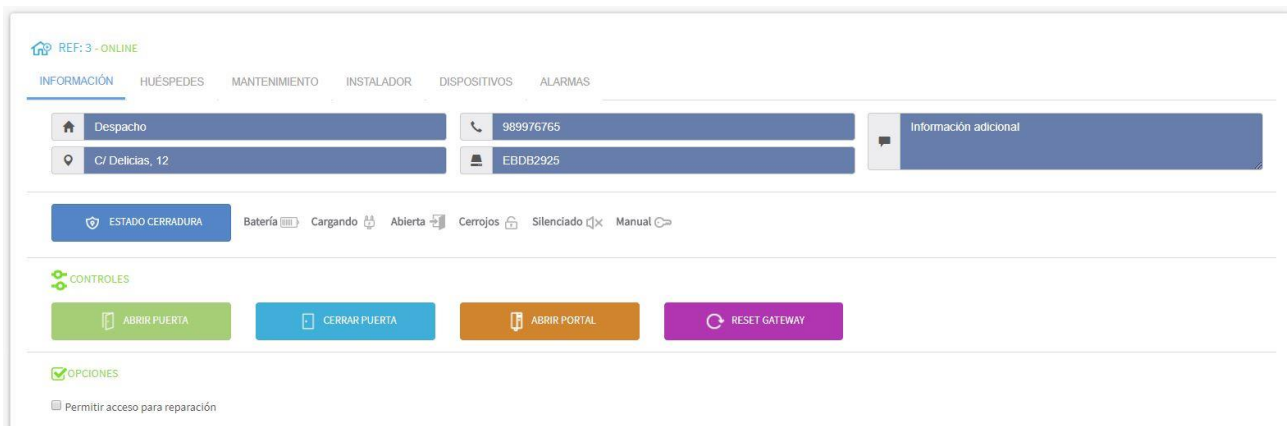 REF: 3 - ONLINE
INFORMACIÓN HUÉSPEDES MANTENIMIENTO INSTALADOR DISPOSITIVOS ALARMAS
Despacho 989976765 Información adicional
C/ Delicias, 12 EBDB2925
ESTADO CERRADURA Batería Cargando Abierta Cerrojos Silenciado Manual
CONTROLES
ABRIR PUERTA CERRAR PUERTA ABRIR PORTAL RESET GATEWAY
OPCIONES
Permitir acceso para reparación